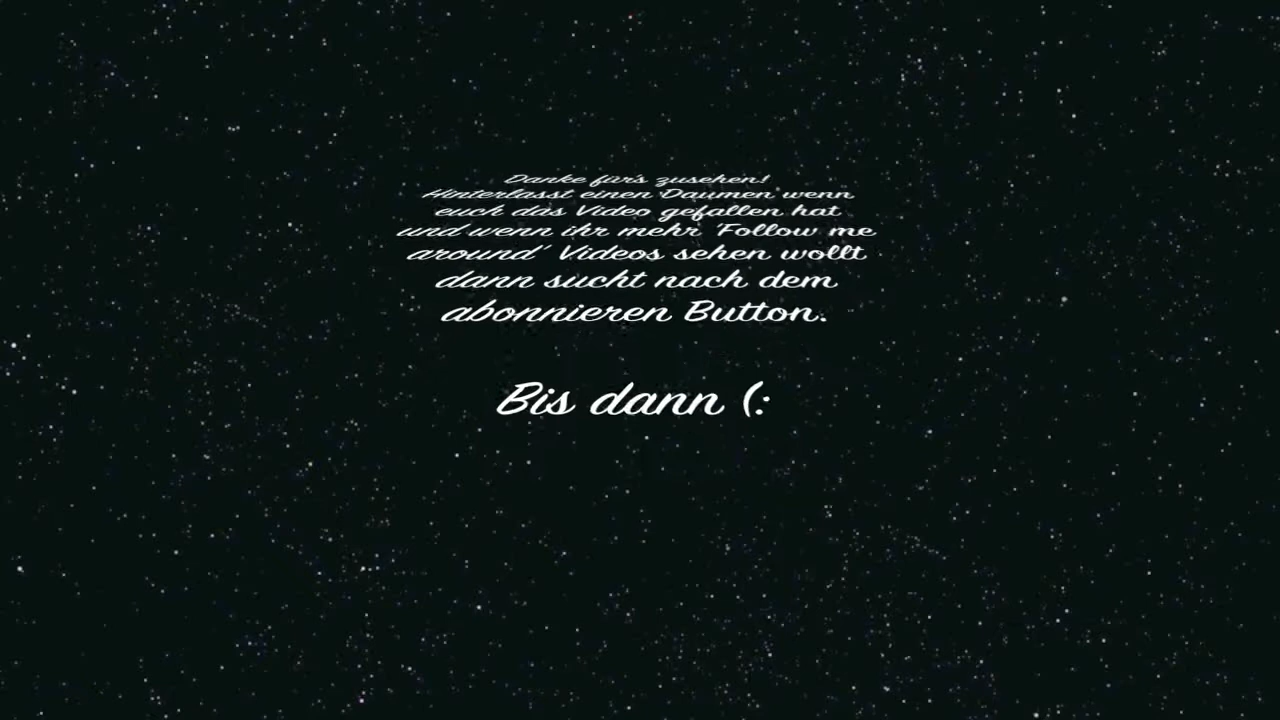 Danke für's zusehen!
Hinterlasst einen Daumen wenn
euch das Video gefallen hat
und wenn ihr mehr 'Follow me
around' Videos sehen wollt
dann sucht nach dem
abonnieren Button.
Bis dann (: